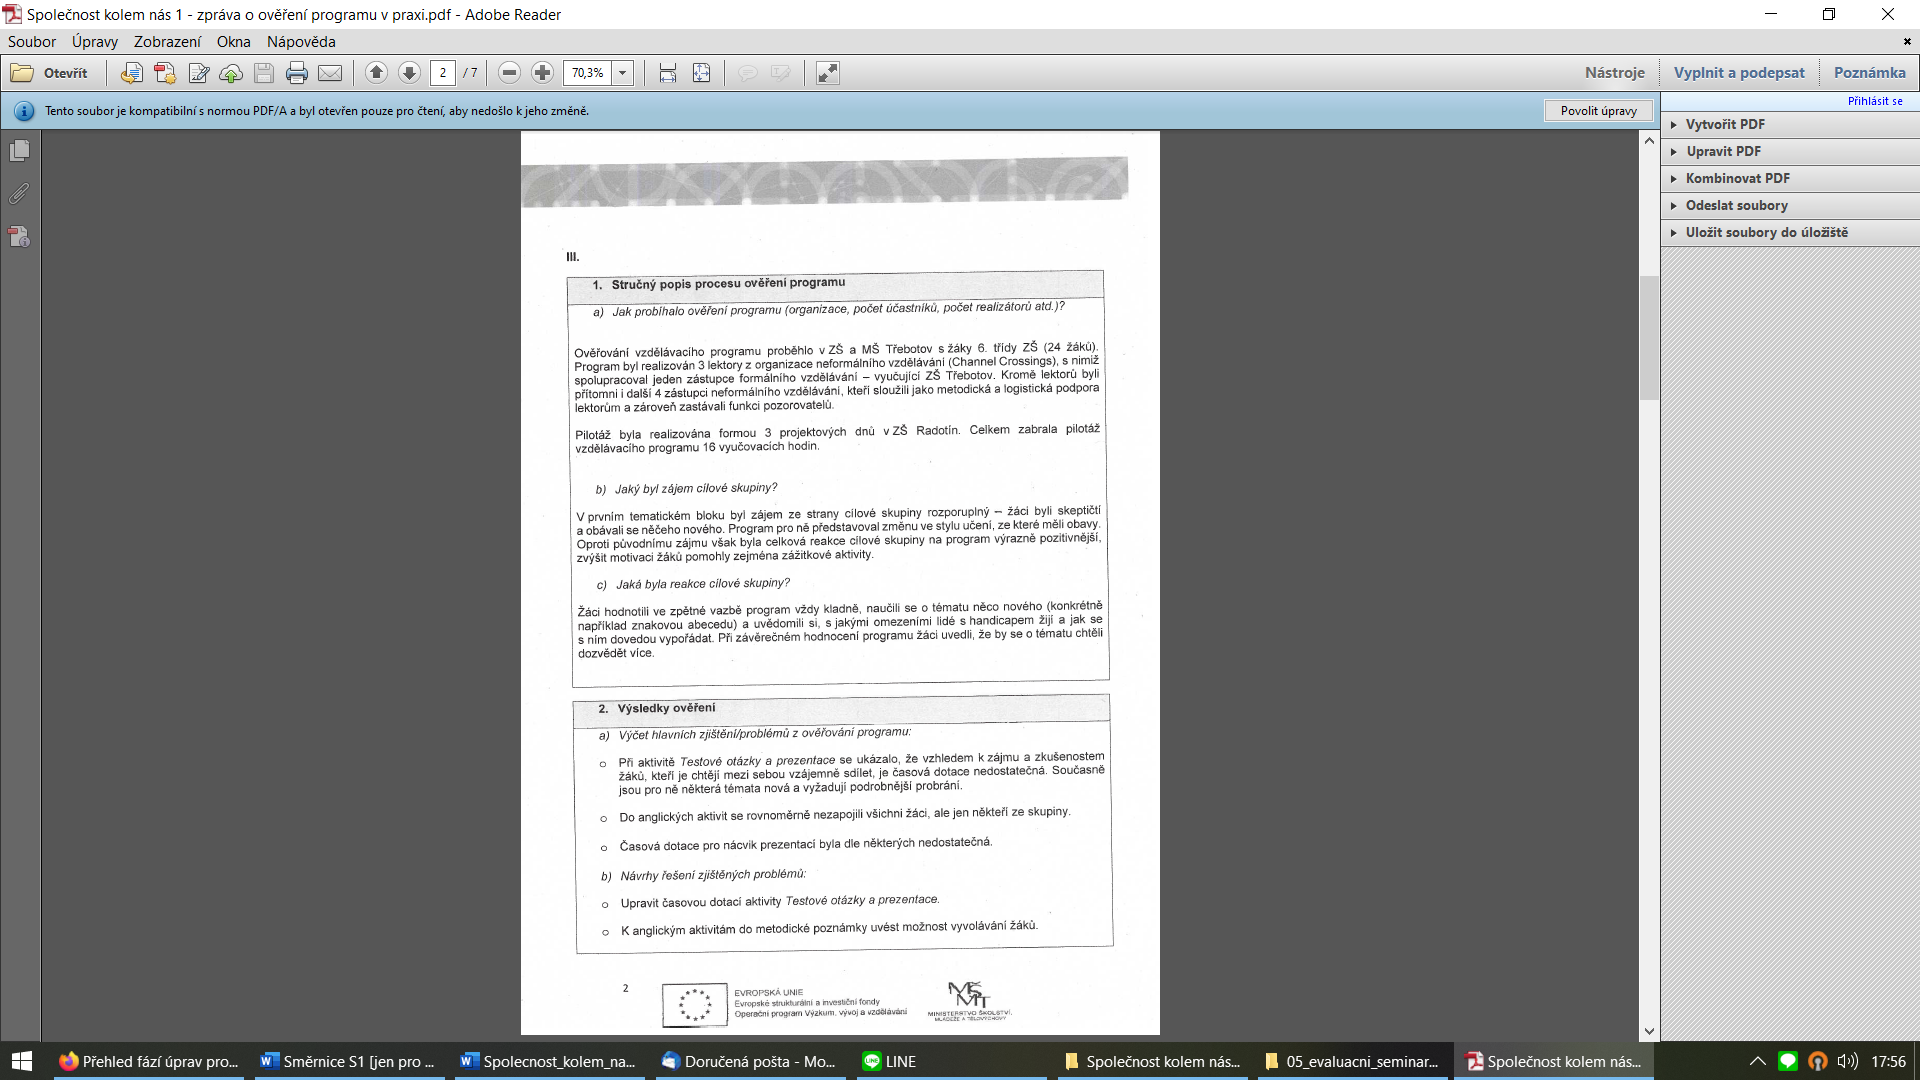 Společnost kolem nás 1 - zpráva o ověření programu v praxi.pdf - Adobe Reader
Soubor Úpravy Zobrazení Okna Nápověda
Otevřít 2 / 7 70,3% Nástroje Vyplnit a podepsat Poznámka
Tento soubor je kompatibilní s normou PDF/A a byl otevřen pouze pro čtení, aby nedošlo k jeho změně. Povolit úpravy
Přihlásit se
Vytvořit PDF
Upravit PDF
Kombinovat PDF
Odeslat soubory
Uložit soubory do úložiště
III.
1. Stručný popis procesu ověření programu
a) Jak probíhalo ověření programu (organizace, počet účastníků, počet realizátorů atd.)?
Ověřování vzdělávacího programu proběhlo v ZŠ a MŠ Třebotov s žáky 6. třídy ZŠ (24 žáků).
Program byl realizován 3 lektory z organizace neformálního vzdělávání (Channel Crossings), s nimiž
spolupracoval jeden zástupce formálního vzdělávání – vyučující ZŠ Třebotov. Kromě lektorů byli
přítomni i další 4 zástupci neformálního vzdělávání, kteří sloužili jako metodická a logistická podpora
lektorům a zároveň zastávali funkci pozorovatelů.
Pilotáž byla realizována formou 3 projektových dnů v ZŠ Radotín. Celkem zabrala pilotáž
vzdělávacího programu 16 vyučovacích hodin.
b) Jaký byl zájem cílové skupiny?
V prvním tematickém bloku byl zájem ze strany cílové skupiny rozporuplný – žáci byli skeptičtí
a obávali se něčeho nového. Program pro ně představoval změnu ve stylu učení, ze které měli obavy.
Oproti původnímu zájmu však byla celková reakce cílové skupiny na program výrazně pozitivnější,
zvýšit motivaci žáků pomohly zejména zážitkové aktivity.
c) Jaká byla reakce cílové skupiny?
Žáci hodnotili ve zpětné vazbě program vždy kladně, naučili se o tématu něco nového (konkrétně
například znakovou abecedu) a uvědomili si, s jakými omezeními lidé s handicapem žijí a jak se
s ním dovedou vypořádat. Při závěrečném hodnocení programu žáci uvedli, že by se o tématu chtěli
dozvědět více.
2. Výsledky ověření
a) Výčet hlavních zjištění/problémů z ověřování programu:
o Při aktivitě Testové otázky a prezentace se ukázalo, že vzhledem k zájmu a zkušenostem
žáků, kteří je chtějí mezi sebou vzájemně sdílet, je časová dotace nedostatečná. Současně
jsou pro ně některá témata nová a vyžadují podrobnější probrání.
o Do anglických aktivit se rovnoměrně nezapojili všichni žáci, ale jen někteří ze skupiny.
o Časová dotace pro nácvik prezentací byla dle některých nedostatečná.
b) Návrhy řešení zjištěných problémů:
o Upravit časovou dotací aktivity Testové otázky a prezentace.
o K anglickým aktivitám do metodické poznámky uvést možnost vyvolávání žáků.
2
EVROPSKÁ UNIE
Evropské strukturální a investiční fondy
Operační program Výzkum, vývoj a vzdělávání
MŠMT
MINISTERSTVO ŠKOLSTVÍ,
MLÁDEŽE A TĚLOVÝCHOVY
Přehled fází úprav pro... Směrnice S1 [jen pro ... Spolecnost_kolem_na... Doručená pošta - Mo... LINE Společnost kolem nás... 05_evaluacni_seminar... Společnost kolem nás... 17:56